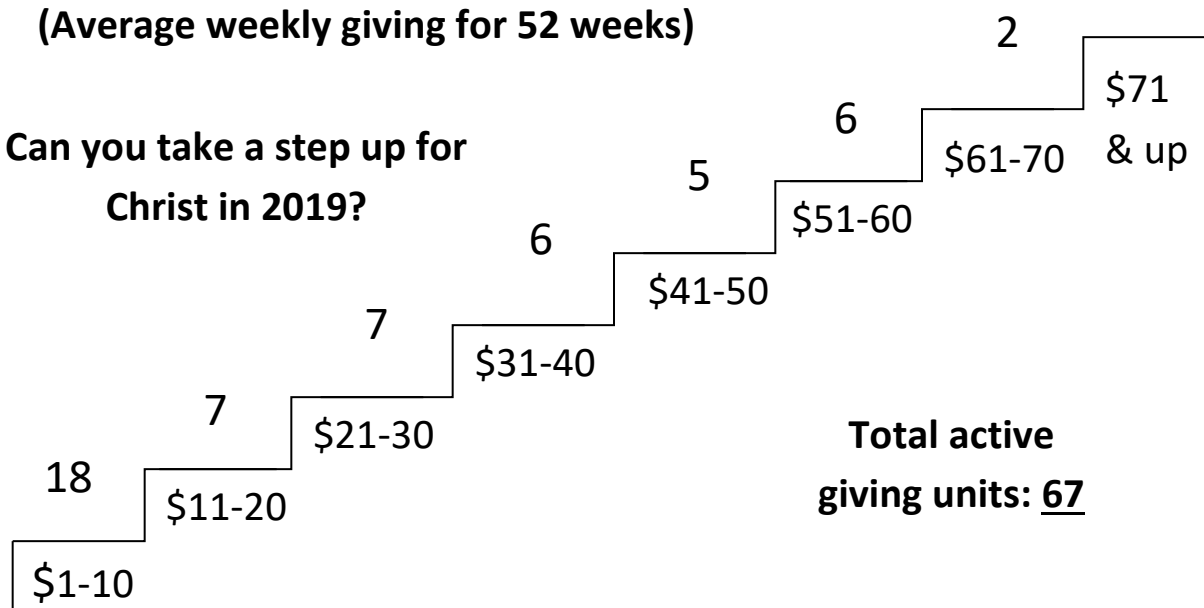 (Average weekly giving for 52 weeks)
2
$71
& up
6
$61-70
Can you take a step up for
Christ in 2019?
5
$51-60
6
$41-50
7
$31-40
7
$21-30
18
$11-20
$1-10
Total active
giving units: 67